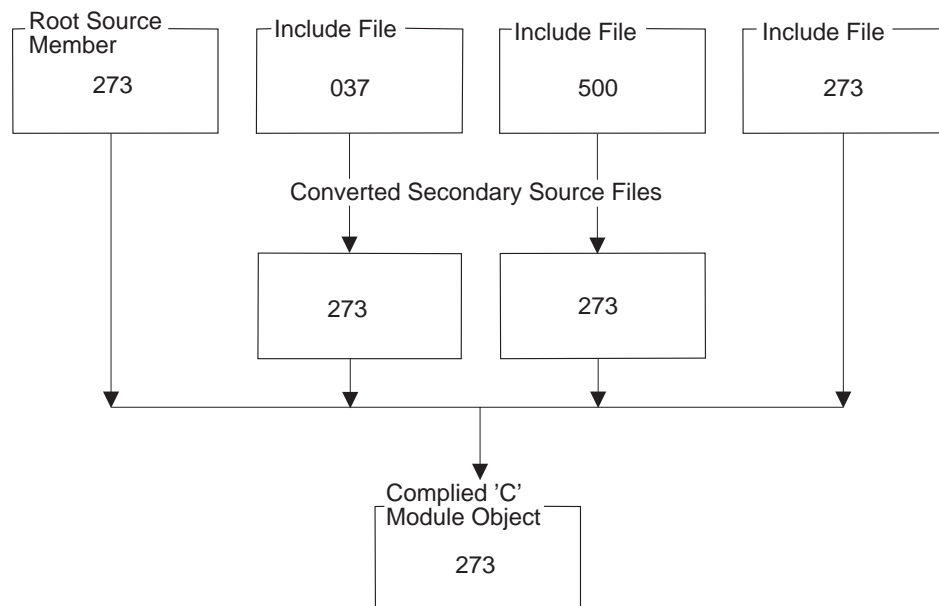 Root Source
Member
273
Include File
037
Include File
500
Include File
273
Converted Secondary Source Files
273
273
Complied 'C'
Module Object
273